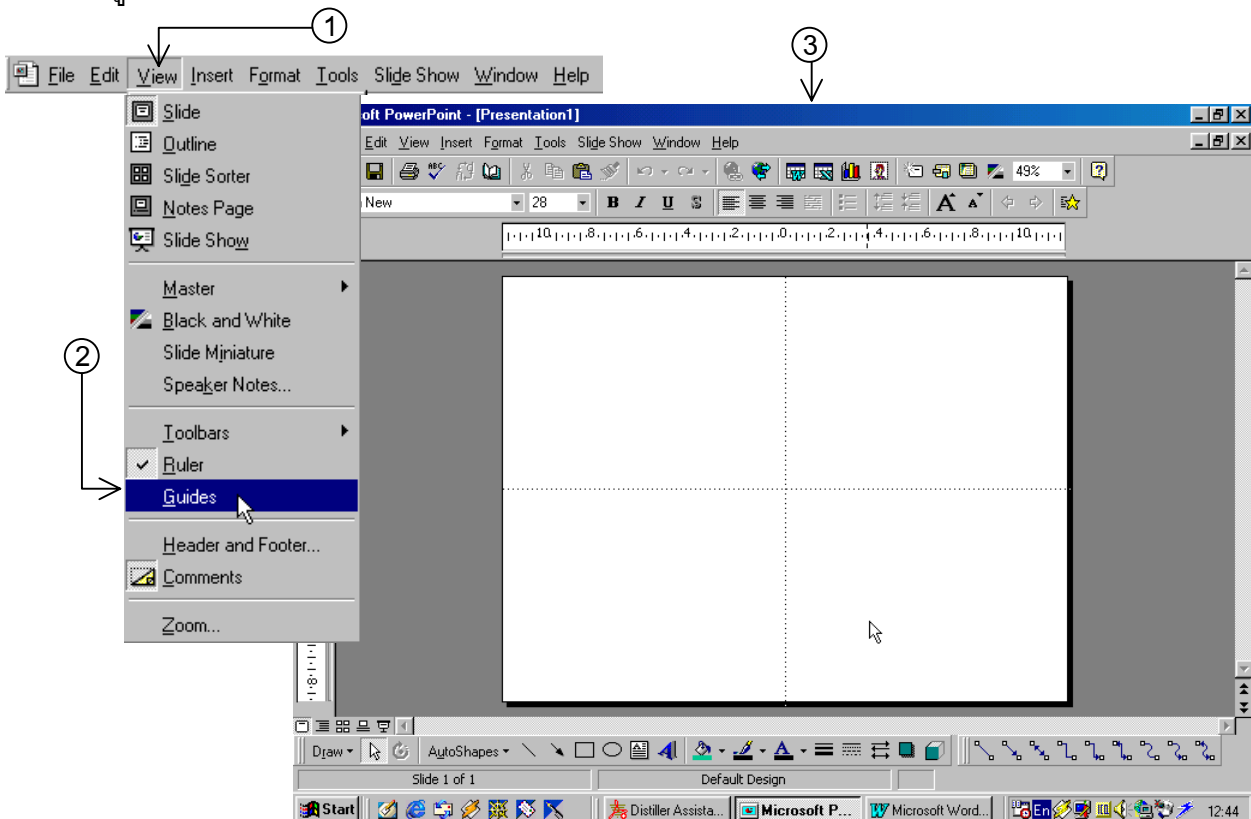 1
3
File Edit View Insert Format Tools Slide Show Window Help
Slide
Outline
Slide Sorter
Notes Page
Slide Show
Master
Black and White
Slide Miniature
Speaker Notes...
Toolbars
Ruler
Guides
Header and Footer...
Comments
Zoom...
2
oft PowerPoint - [Presentation1]
Edit View Insert Format Tools Slide Show Window Help
ABC 49%
New 28 B I U S A A
10 8 6 4 2 0 2 4 6 8 10
8
Draw AutoShapes A
Slide 1 of 1 Default Design
Start Distiller Assista... Microsoft P... Microsoft Word... En 12:44